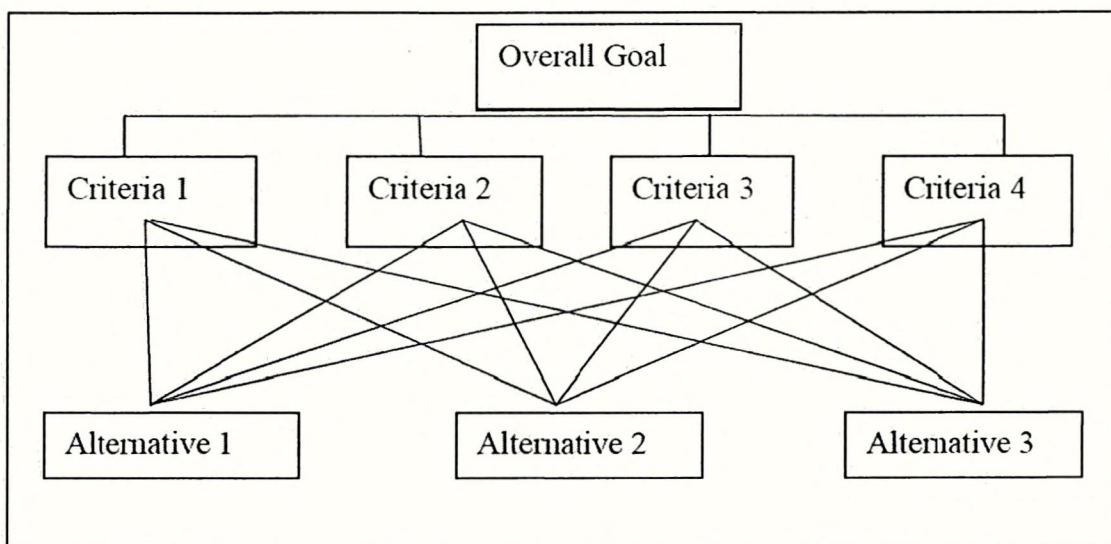 Overall Goal
Criteria 1
Criteria 2
Criteria 3
Criteria 4
Alternative 1
Alternative 2
Alternative 3